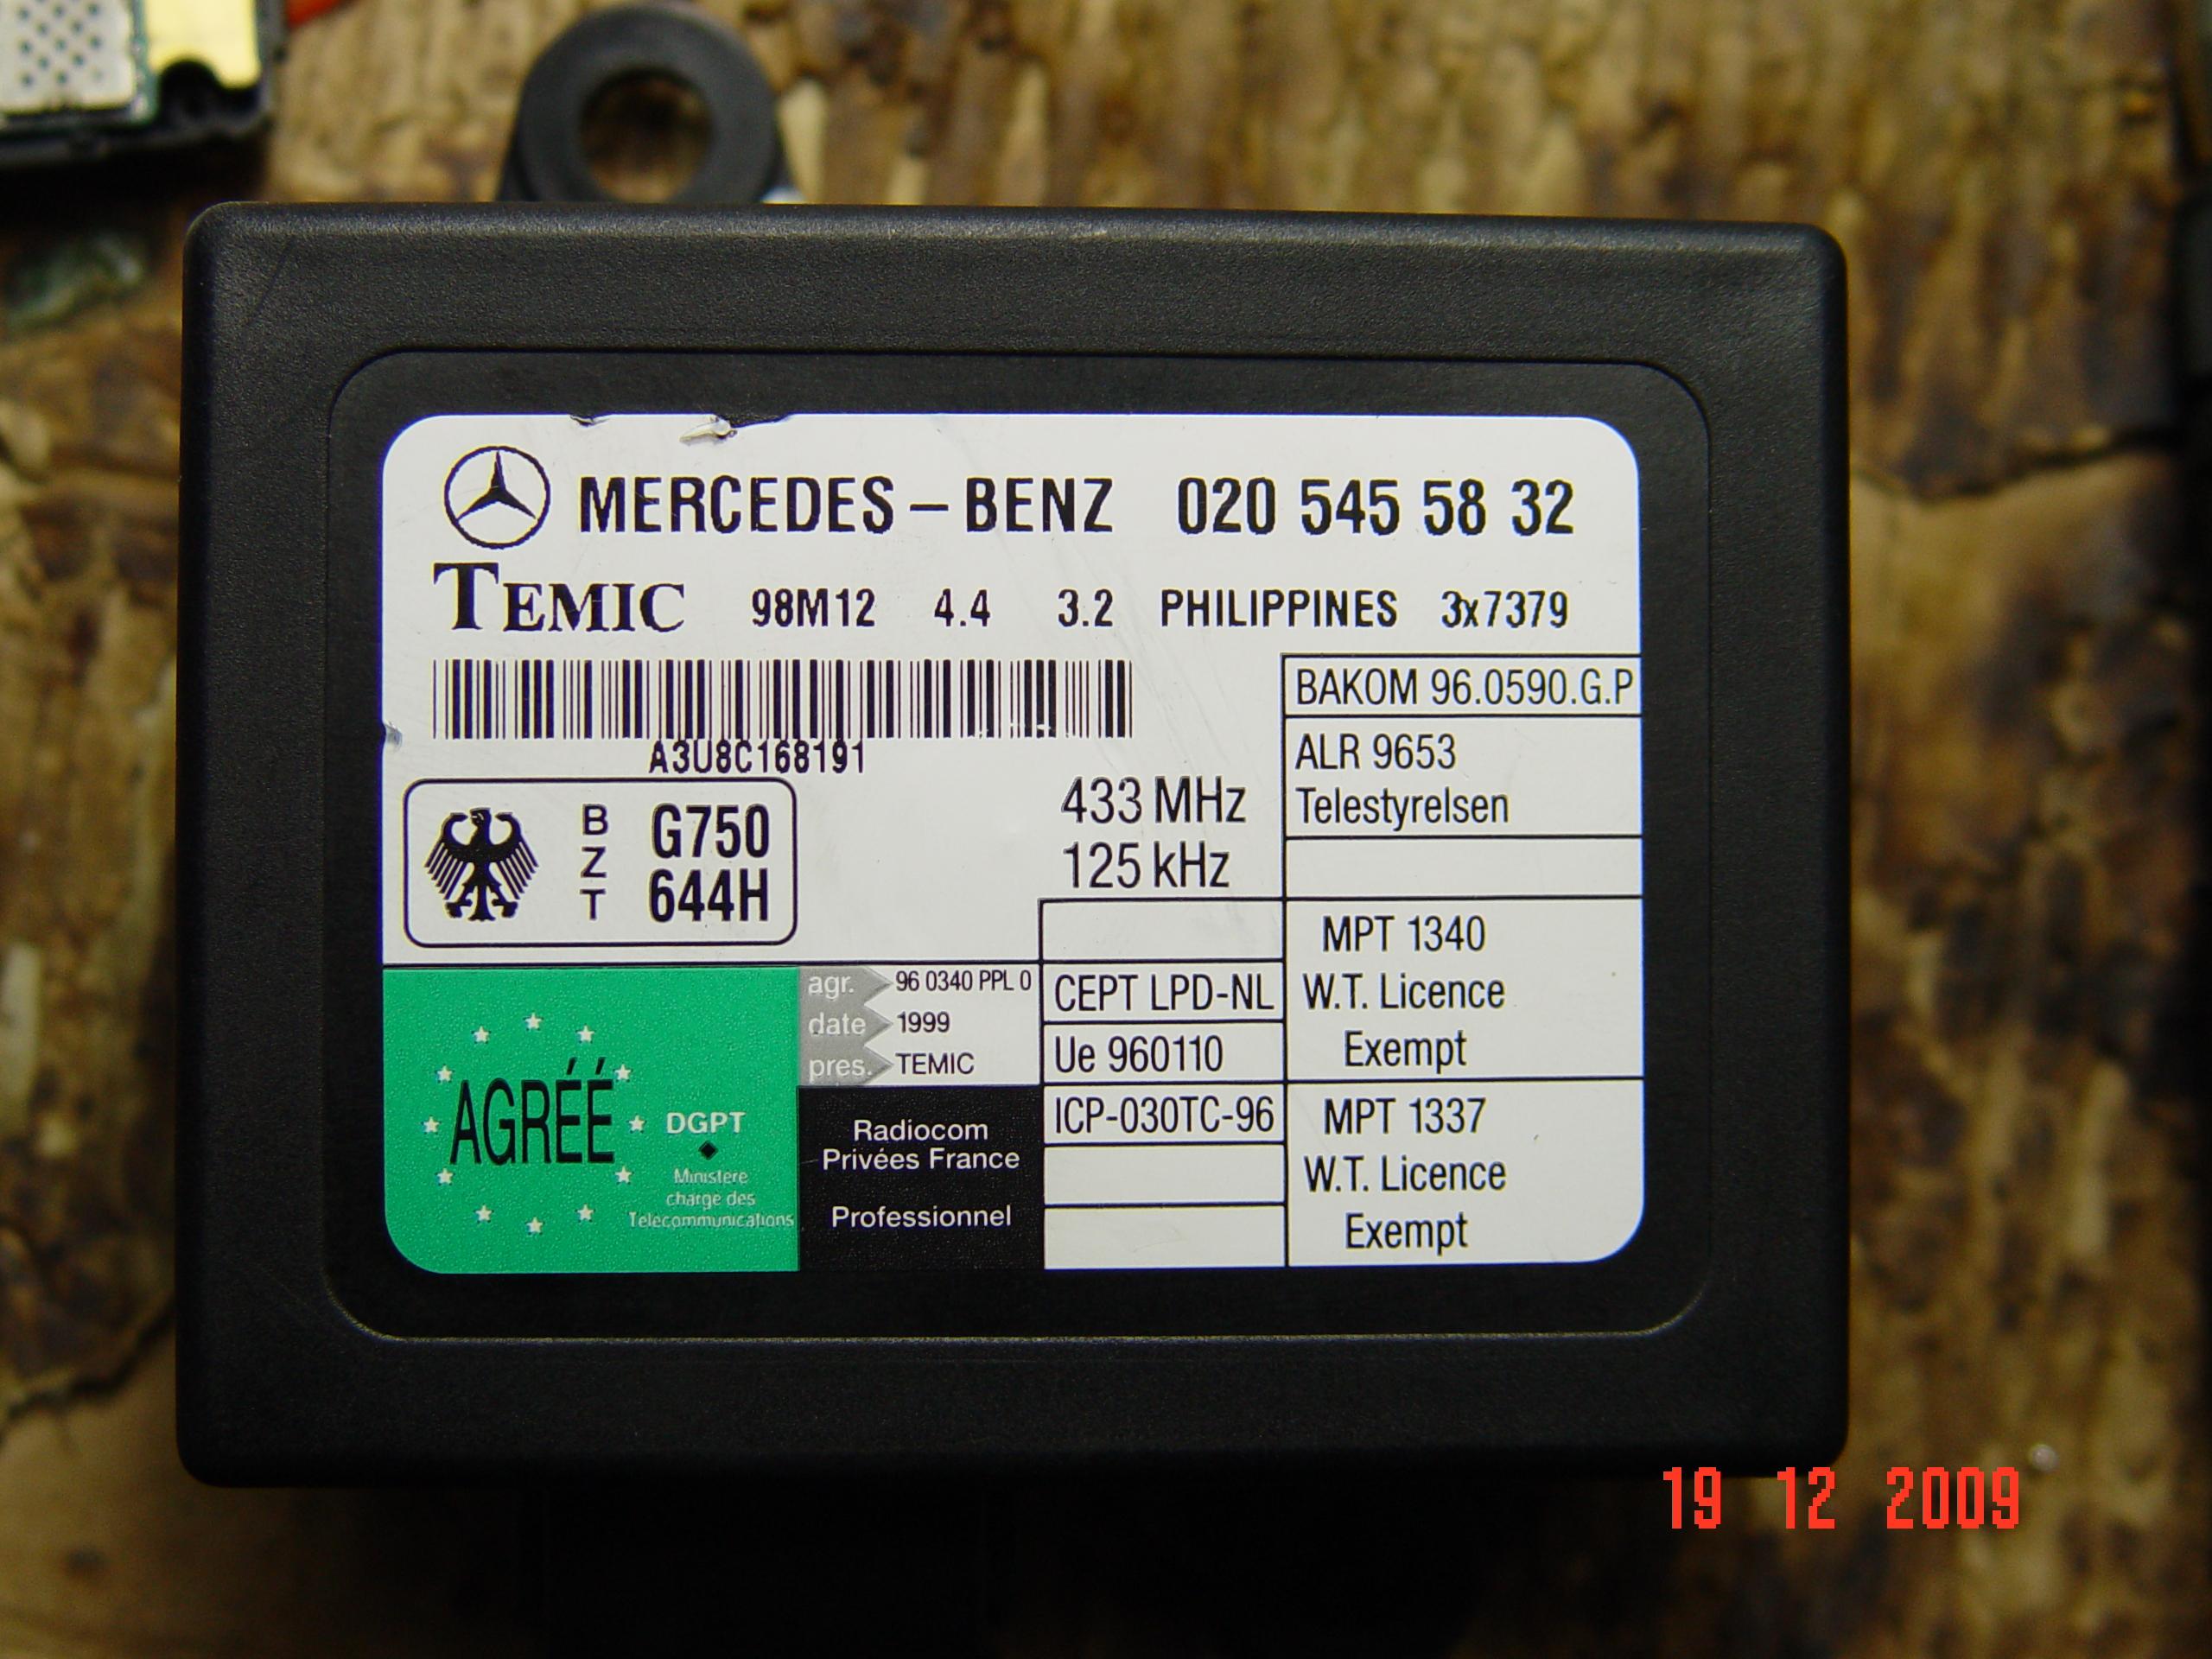 MERCEDES – BENZ 020 545 58 32
TEMIC 98M12 4.4 3.2 PHILIPPINES 3x7379
A3U8C168191
BZT G750 644H
433 MHz
125 kHz
BAKOM 96.0590.G.P
ALR 9653
Telestyrelsen
MPT 1340
W.T. Licence
Exempt
MPT 1337
W.T. Licence
Exempt
CEPT LPD-NL
Ue 960110
ICP-030TC-96
agr. 96 0340 PPL 0
date 1999
pres. TEMIC
AGRÉÉ
DGPT
Ministere
charge des
Telecommunications
Radiocom
Privées France
Professionnel
19 12 2009